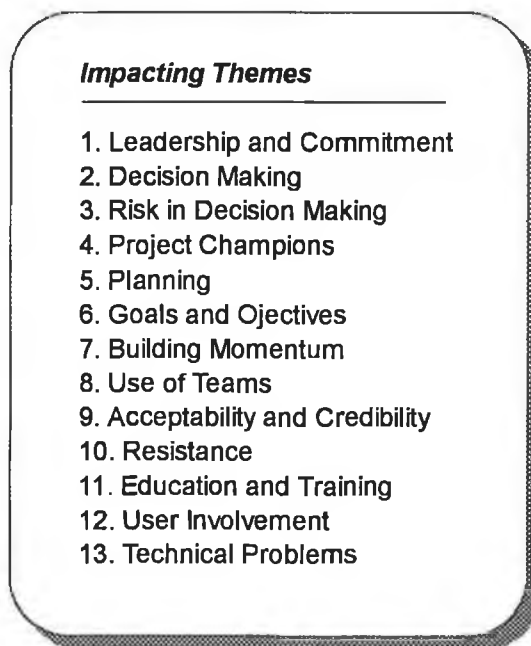 Impacting Themes
1. Leadership and Commitment
2. Decision Making
3. Risk in Decision Making
4. Project Champions
5. Planning
6. Goals and Ojectives
7. Building Momentum
8. Use of Teams
9. Acceptability and Credibility
10. Resistance
11. Education and Training
12. User Involvement
13. Technical Problems